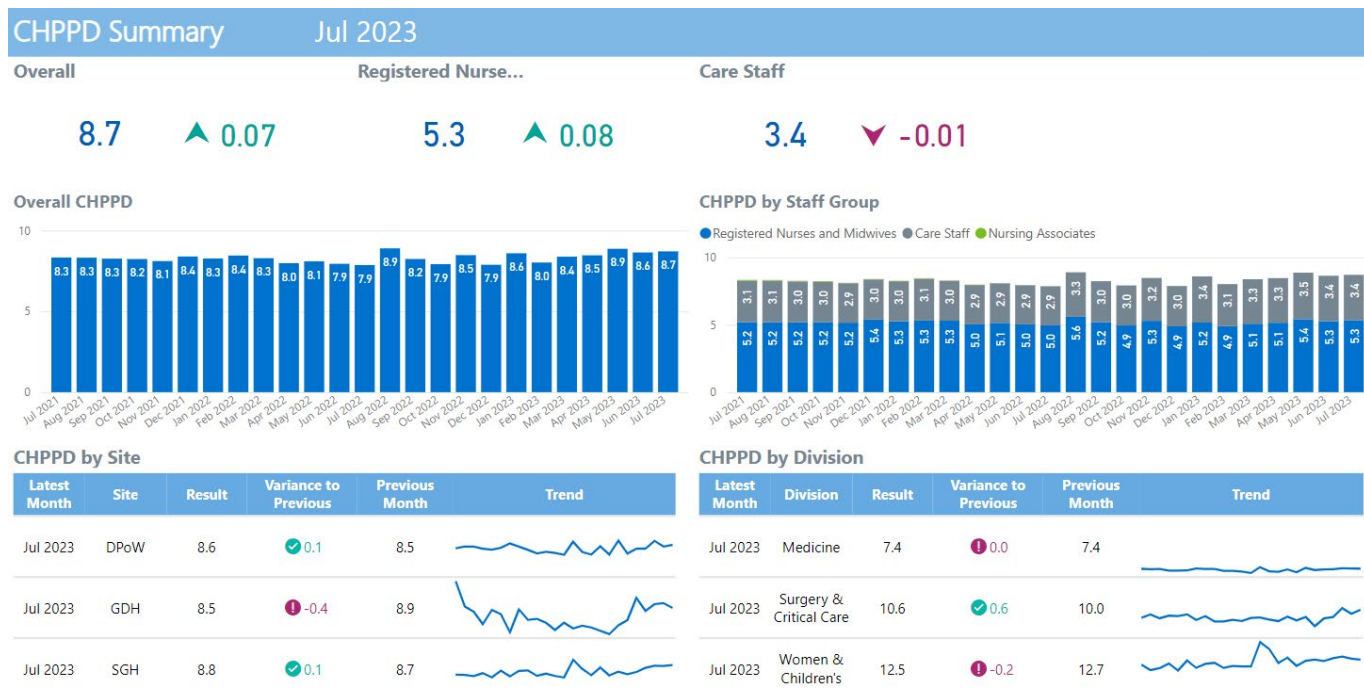 CHPPD Summary Jul 2023
Overall Registered Nurse... Care Staff
8.7 0.07 5.3 0.08 3.4 -0.01
Overall CHPPD
10
5
0
8.3 8.3 8.3 8.2 8.1 8.4 8.3 8.4 8.3 8.0 8.1 7.9 7.9 8.9 8.2 7.9 8.5 7.9 8.6 8.0 8.4 8.5 8.9 8.6 8.7
Jul 2021 Aug 2021 Sep 2021 Oct 2021 Nov 2021 Dec 2021 Jan 2022 Feb 2022 Mar 2022 Apr 2022 May 2022 Jun 2022 Jul 2022 Aug 2022 Sep 2022 Oct 2022 Nov 2022 Dec 2022 Jan 2023 Feb 2023 Mar 2023 Apr 2023 May 2023 Jun 2023 Jul 2023
CHPPD by Staff Group
Registered Nurses and Midwives Care Staff Nursing Associates
10
5
0
3.1 3.1 3.0 3.0 2.9 3.0 3.0 3.1 3.0 2.9 2.9 2.9 2.9 3.3 3.0 3.0 3.2 3.0 3.4 3.1 3.3 3.3 3.5 3.4 3.4
5.2 5.2 5.2 5.2 5.2 5.4 5.3 5.3 5.3 5.0 5.1 5.0 5.0 5.6 5.2 4.9 5.3 4.9 5.2 4.9 5.1 5.1 5.4 5.3 5.3
Jul 2021 Aug 2021 Sep 2021 Oct 2021 Nov 2021 Dec 2021 Jan 2022 Feb 2022 Mar 2022 Apr 2022 May 2022 Jun 2022 Jul 2022 Aug 2022 Sep 2022 Oct 2022 Nov 2022 Dec 2022 Jan 2023 Feb 2023 Mar 2023 Apr 2023 May 2023 Jun 2023 Jul 2023
CHPPD by Site
Latest Month Site Result Variance to Previous Previous Month Trend
Jul 2023 DPoW 8.6 0.1 8.5
Jul 2023 GDH 8.5 -0.4 8.9
Jul 2023 SGH 8.8 0.1 8.7
CHPPD by Division
Latest Month Division Result Variance to Previous Previous Month Trend
Jul 2023 Medicine 7.4 0.0 7.4
Jul 2023 Surgery & Critical Care 10.6 0.6 10.0
Jul 2023 Women & Children's 12.5 -0.2 12.7